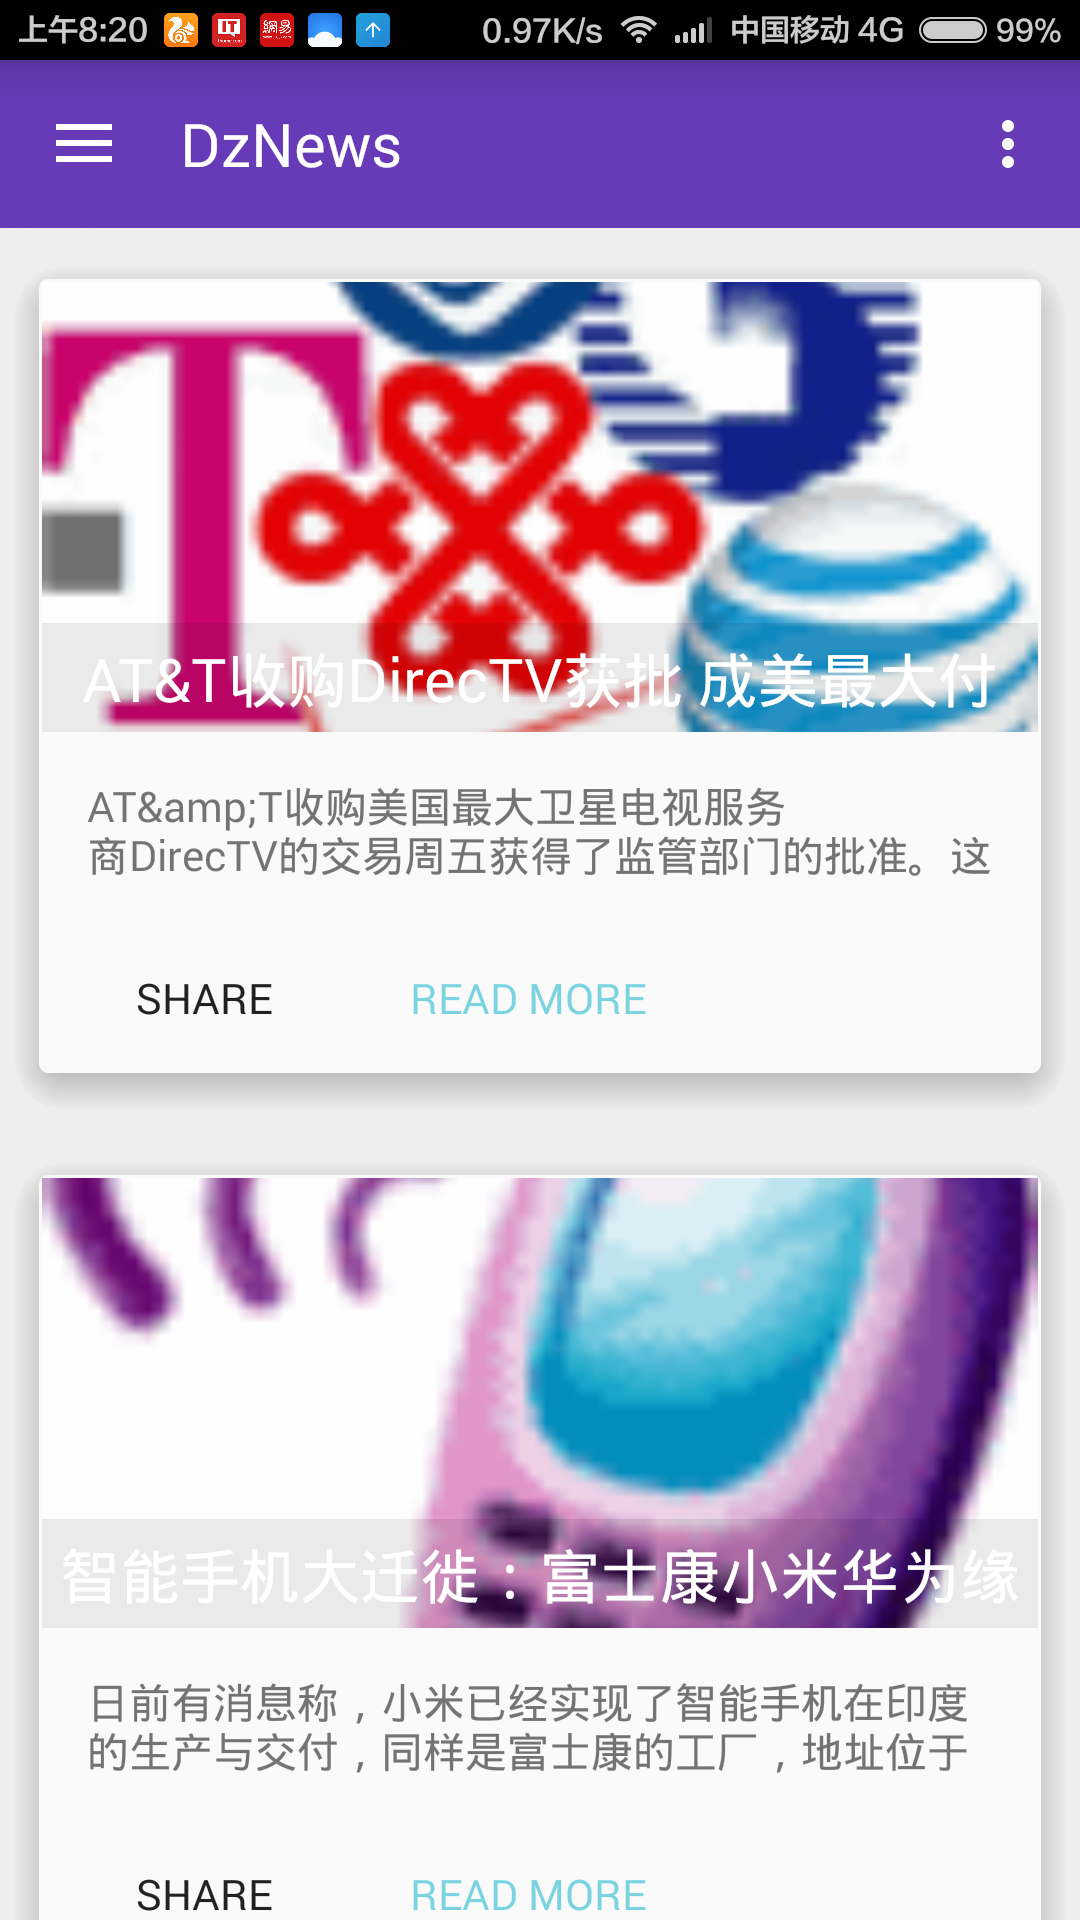 上午8:20 0.97K/s 中国移动 4G 99%
DzNews
AT&T收购DirecTV获批 成美最大付
AT&amp;T收购美国最大卫星电视服务
商DirecTV的交易周五获得了监管部门的批准。这
SHARE READ MORE
智能手机大迁徙：富士康小米华为缘
日前有消息称，小米已经实现了智能手机在印度
的生产与交付，同样是富士康的工厂，地址位于
SHARE READ MORE